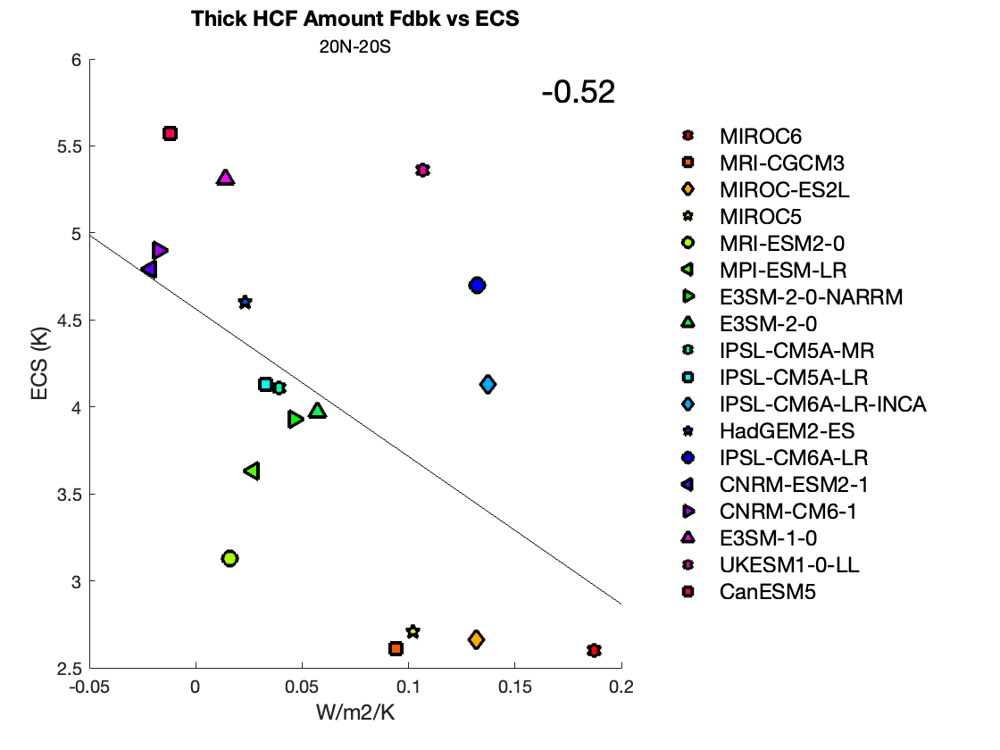 Thick HCF Amount Fdbk vs ECS
20N-20S
-0.52
6
5.5
5
4.5
4
3.5
3
2.5
ECS (K)
-0.05
0
0.05
0.1
0.15
0.2
W/m2/K
MIROC6
MRI-CGCM3
MIROC-ES2L
MIROC5
MRI-ESM2-0
MPI-ESM-LR
E3SM-2-0-NARRM
E3SM-2-0
IPSL-CM5A-MR
IPSL-CM5A-LR
IPSL-CM6A-LR-INCA
HadGEM2-ES
IPSL-CM6A-LR
CNRM-ESM2-1
CNRM-CM6-1
E3SM-1-0
UKESM1-0-LL
CanESM5